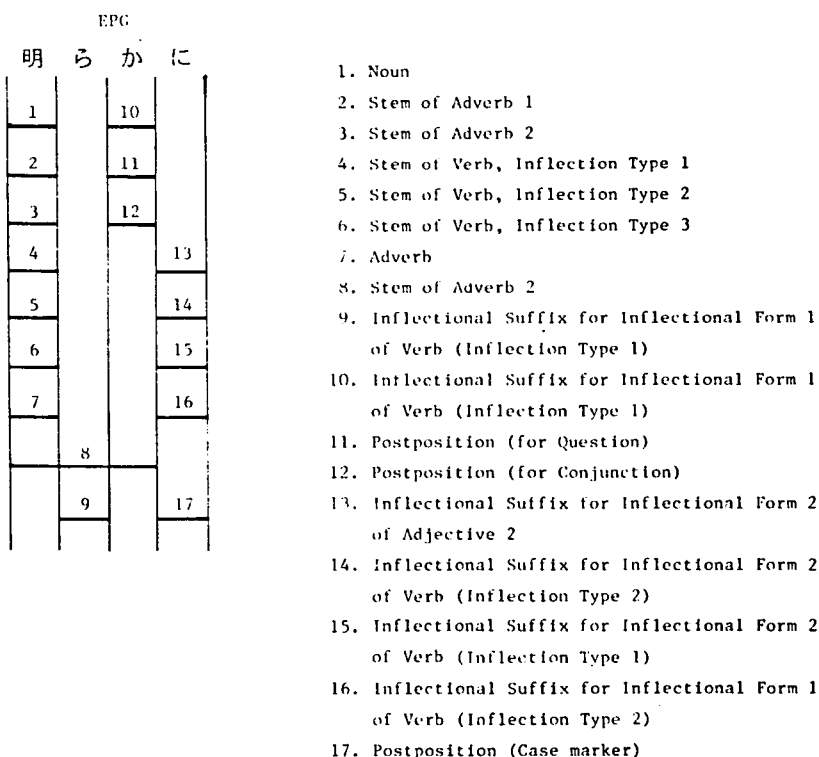 EPG
明 ら か に
1 10
2 11
3 12
4 13
5 14
6 15
7 16
8
9 17
1. Noun
2. Stem of Adverb 1
3. Stem of Adverb 2
4. Stem of Verb, Inflection Type 1
5. Stem of Verb, Inflection Type 2
6. Stem of Verb, Inflection Type 3
7. Adverb
8. Stem of Adverb 2
9. Inflectional Suffix for Inflectional Form 1
of Verb (Inflection Type 1)
10. Inflectional Suffix for Inflectional Form 1
of Verb (Inflection Type 1)
11. Postposition (for Question)
12. Postposition (for Conjunction)
13. Inflectional Suffix for Inflectional Form 2
of Adjective 2
14. Inflectional Suffix for Inflectional Form 2
of Verb (Inflection Type 2)
15. Inflectional Suffix for Inflectional Form 2
of Verb (Inflection Type 1)
16. Inflectional Suffix for Inflectional Form 1
of Verb (Inflection Type 2)
17. Postposition (Case marker)